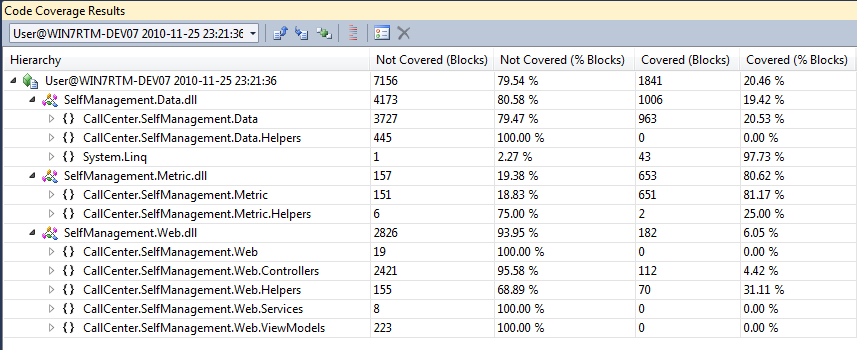 Code Coverage Results
User@WIN7RTM-DEV07 2010-11-25 23:21:36
Hierarchy Not Covered (Blocks) Not Covered (% Blocks) Covered (Blocks) Covered (% Blocks)
User@WIN7RTM-DEV07 2010-11-25 23:21:36 7156 79.54 % 1841 20.46 %
SelfManagement.Data.dll 4173 80.58 % 1006 19.42 %
{} CallCenter.SelfManagement.Data 3727 79.47 % 963 20.53 %
{} CallCenter.SelfManagement.Data.Helpers 445 100.00 % 0 0.00 %
{} System.Linq 1 2.27 % 43 97.73 %
SelfManagement.Metric.dll 157 19.38 % 653 80.62 %
{} CallCenter.SelfManagement.Metric 151 18.83 % 651 81.17 %
{} CallCenter.SelfManagement.Metric.Helpers 6 75.00 % 2 25.00 %
SelfManagement.Web.dll 2826 93.95 % 182 6.05 %
{} CallCenter.SelfManagement.Web 19 100.00 % 0 0.00 %
{} CallCenter.SelfManagement.Web.Controllers 2421 95.58 % 112 4.42 %
{} CallCenter.SelfManagement.Web.Helpers 155 68.89 % 70 31.11 %
{} CallCenter.SelfManagement.Web.Services 8 100.00 % 0 0.00 %
{} CallCenter.SelfManagement.Web.ViewModels 223 100.00 % 0 0.00 %